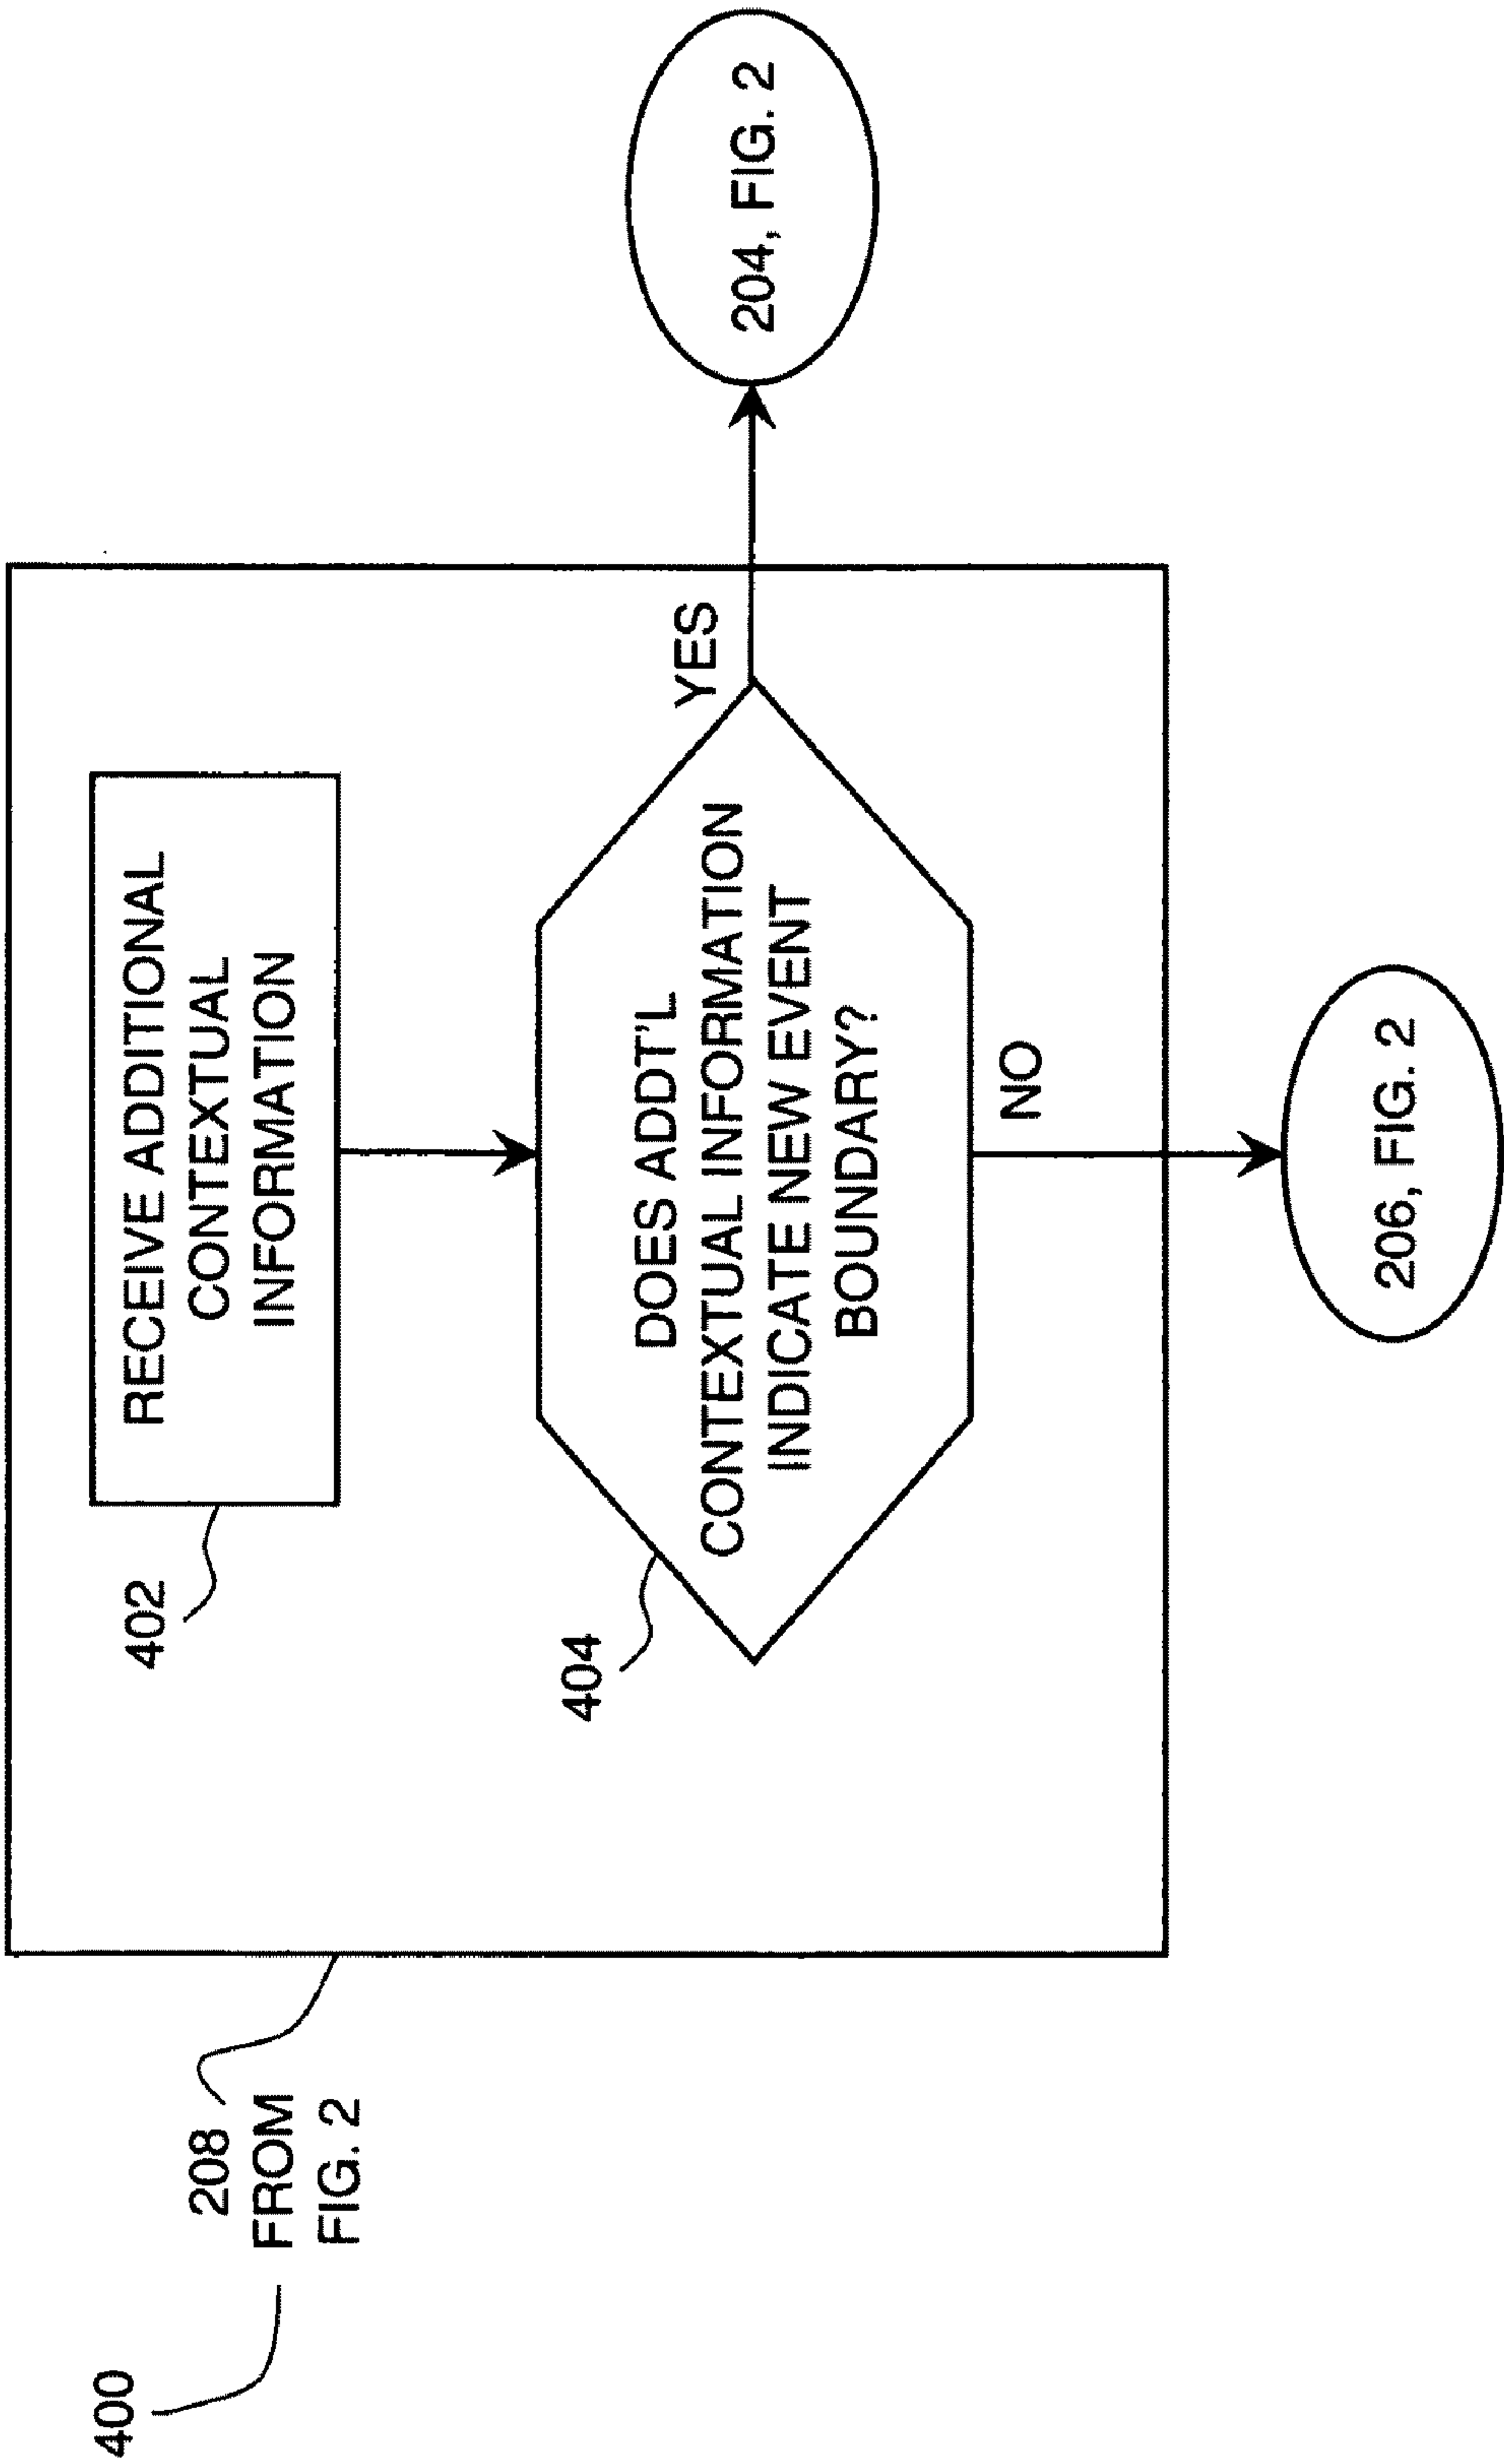 400
208
FROM
FIG. 2
402
RECEIVE ADDITIONAL
CONTEXTUAL
INFORMATION
404
DOES ADDT'L
CONTEXTUAL INFORMATION
INDICATE NEW EVENT
BOUNDARY?
YES
204, FIG. 2
NO
206, FIG. 2